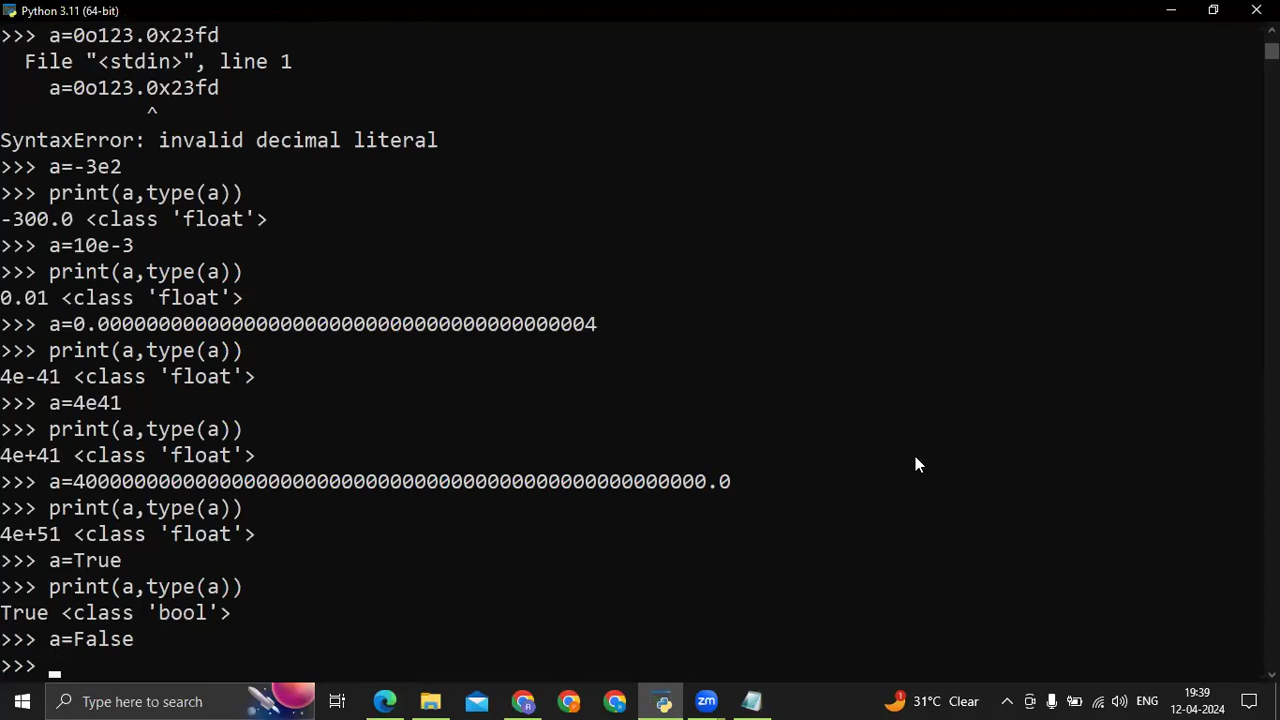 Python 3.11 (64-bit)
>>> a=0o123.0x23fd
  File "<stdin>", line 1
    a=0o123.0x23fd
            ^
SyntaxError: invalid decimal literal
>>> a=-3e2
>>> print(a,type(a))
-300.0 <class 'float'>
>>> a=10e-3
>>> print(a,type(a))
0.01 <class 'float'>
>>> a=0.00000000000000000000000000000000000000004
>>> print(a,type(a))
4e-41 <class 'float'>
>>> a=4e41
>>> print(a,type(a))
4e+41 <class 'float'>
>>> a=4000000000000000000000000000000000000000000000000000.0
>>> print(a,type(a))
4e+51 <class 'float'>
>>> a=True
>>> print(a,type(a))
True <class 'bool'>
>>> a=False
>>>
Type here to search
1
31°C Clear
ENG
19:39
12-04-2024